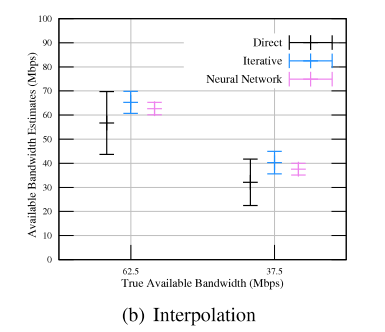 100
90
80
70
60
50
40
30
20
10
0
Available Bandwidth Estimates (Mbps)
Direct
Iterative
Neural Network
62.5
37.5
True Available Bandwidth (Mbps)
(b) Interpolation